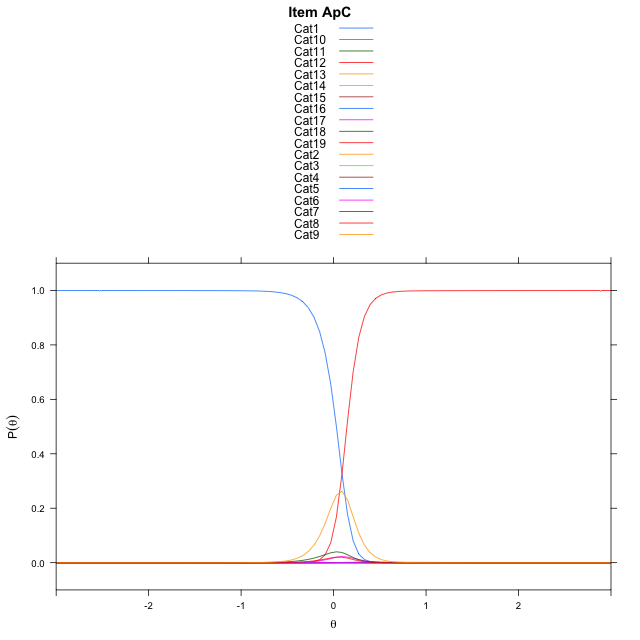 Item ApC
Cat1
Cat10
Cat11
Cat12
Cat13
Cat14
Cat15
Cat16
Cat17
Cat18
Cat19
Cat2
Cat3
Cat4
Cat5
Cat6
Cat7
Cat8
Cat9
1.0
0.8
0.6
0.4
0.2
0.0
P(θ)
-2 -1 0 1 2
θ